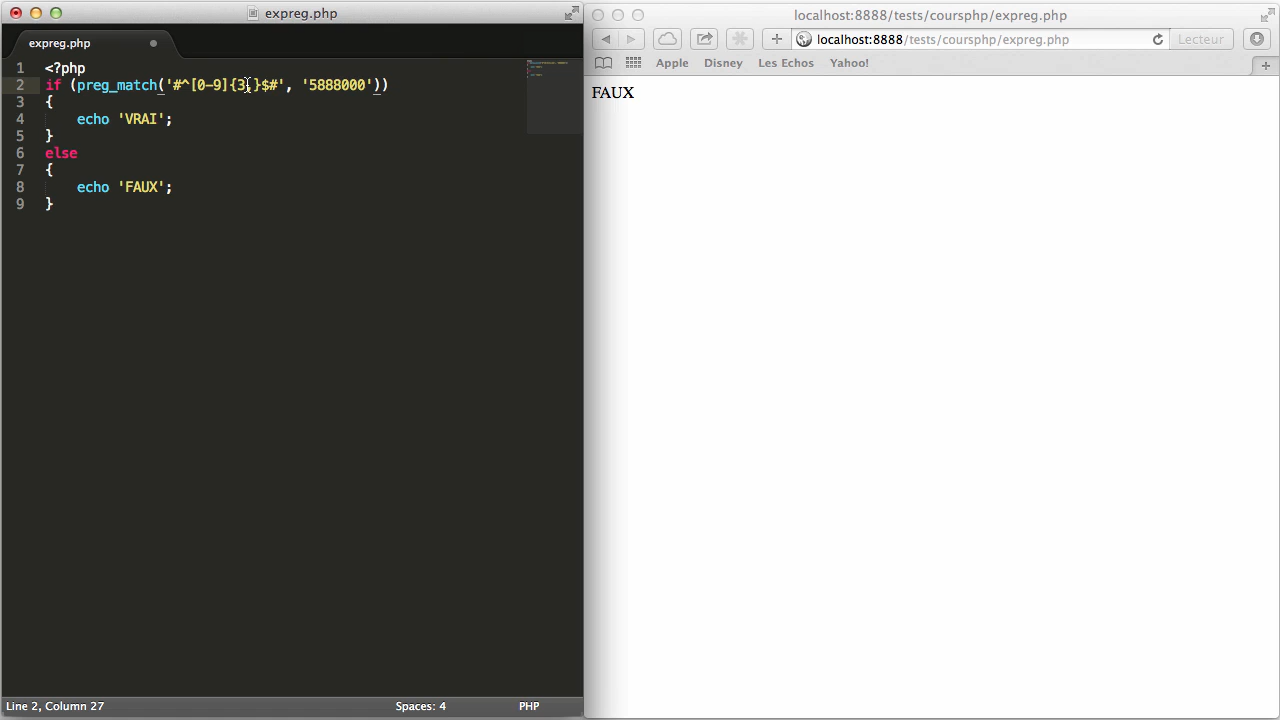 expreg.php
expreg.php
1 <?php
2 if (preg_match('#^[0-9]{3,}$#', '5888000'))
3 {
4 echo 'VRAI';
5 }
6 else
7 {
8 echo 'FAUX';
9 }
Line 2, Column 27 Spaces: 4 PHP
localhost:8888/tests/coursphp/expreg.php
localhost:8888/tests/coursphp/expreg.php Lecteur
Apple Disney Les Echos Yahoo!
FAUX